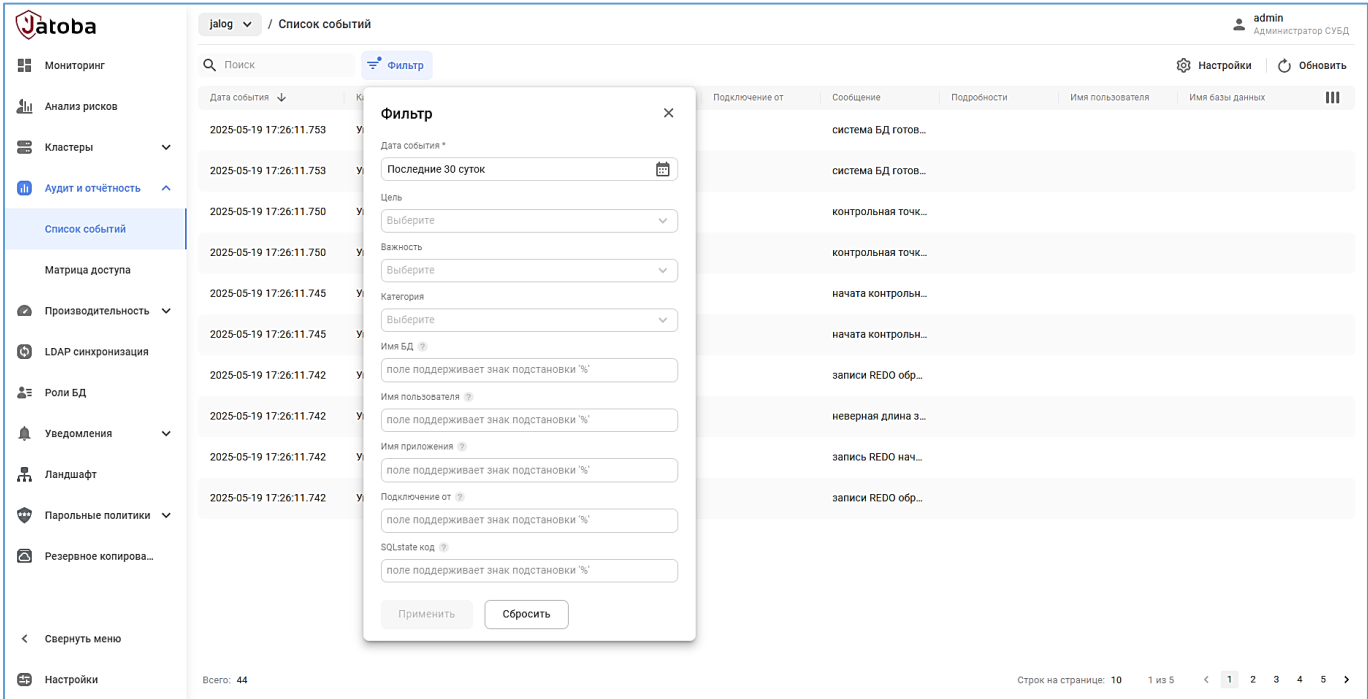 Jatoba
jalog / Список событий
admin
Администратор СУБД
Мониторинг
Анализ рисков
Кластеры
Аудит и отчётность
Список событий
Матрица доступа
Производительность
LDAP синхронизация
Роли БД
Уведомления
Ландшафт
Парольные политики
Резервное копирова...
Свернуть меню
Настройки
Поиск
Фильтр
Настройки
Обновить
Дата события
Подключение от
Сообщение
Подробности
Имя пользователя
Имя базы данных
2025-05-19 17:26:11.753
система БД готов...
2025-05-19 17:26:11.753
система БД готов...
2025-05-19 17:26:11.750
контрольная точк...
2025-05-19 17:26:11.750
контрольная точк...
2025-05-19 17:26:11.745
начата контрольн...
2025-05-19 17:26:11.745
начата контрольн...
2025-05-19 17:26:11.742
записи REDO обр...
2025-05-19 17:26:11.742
неверная длина з...
2025-05-19 17:26:11.742
запись REDO нач...
2025-05-19 17:26:11.742
записи REDO обр...
Фильтр
Дата события *
Последние 30 суток
Цель
Выберите
Важность
Выберите
Категория
Выберите
Имя БД ?
поле поддерживает знак подстановки '%'
Имя пользователя ?
поле поддерживает знак подстановки '%'
Имя приложения ?
поле поддерживает знак подстановки '%'
Подключение от ?
поле поддерживает знак подстановки '%'
SQLstate код ?
поле поддерживает знак подстановки '%'
Применить
Сбросить
Всего: 44
Строк на странице: 10
1 из 5
1 2 3 4 5